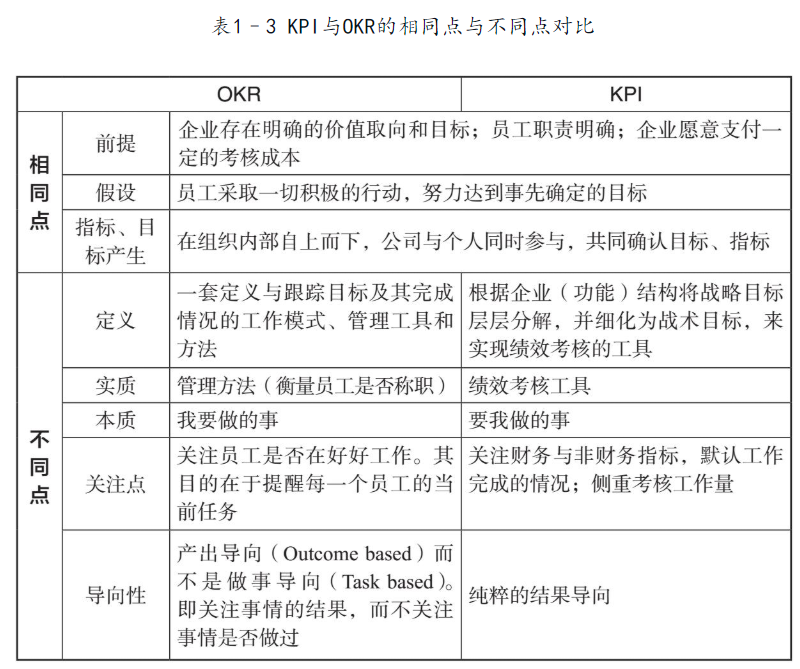 表1-3 KPI与OKR的相同点与不同点对比
OKR KPI
相同点
前提 企业存在明确的价值取向和目标；员工职责明确；企业愿意支付一
定的考核成本
假设 员工采取一切积极的行动，努力达到事先确定的目标
指标、目
标产生
在组织内部自上而下，公司与个人同时参与，共同确认目标、指标
不同点
定义
一套定义与跟踪目标及其完成
情况的工作模式、管理工具和
方法
根据企业（功能）结构将战略目标
层层分解，并细化为战术目标，来
实现绩效考核的工具
实质 管理方法（衡量员工是否称职） 绩效考核工具
本质 我要做的事 要我做的事
关注点
关注员工是否在好好工作。其
目的在于提醒每一个员工的当
前任务
关注财务与非财务指标，默认工作
完成的情况；侧重考核工作量
导向性
产出导向（Outcome based）而
不是做事导向（Task based）。
即关注事情的结果，而不关注
事情是否做过
纯粹的结果导向